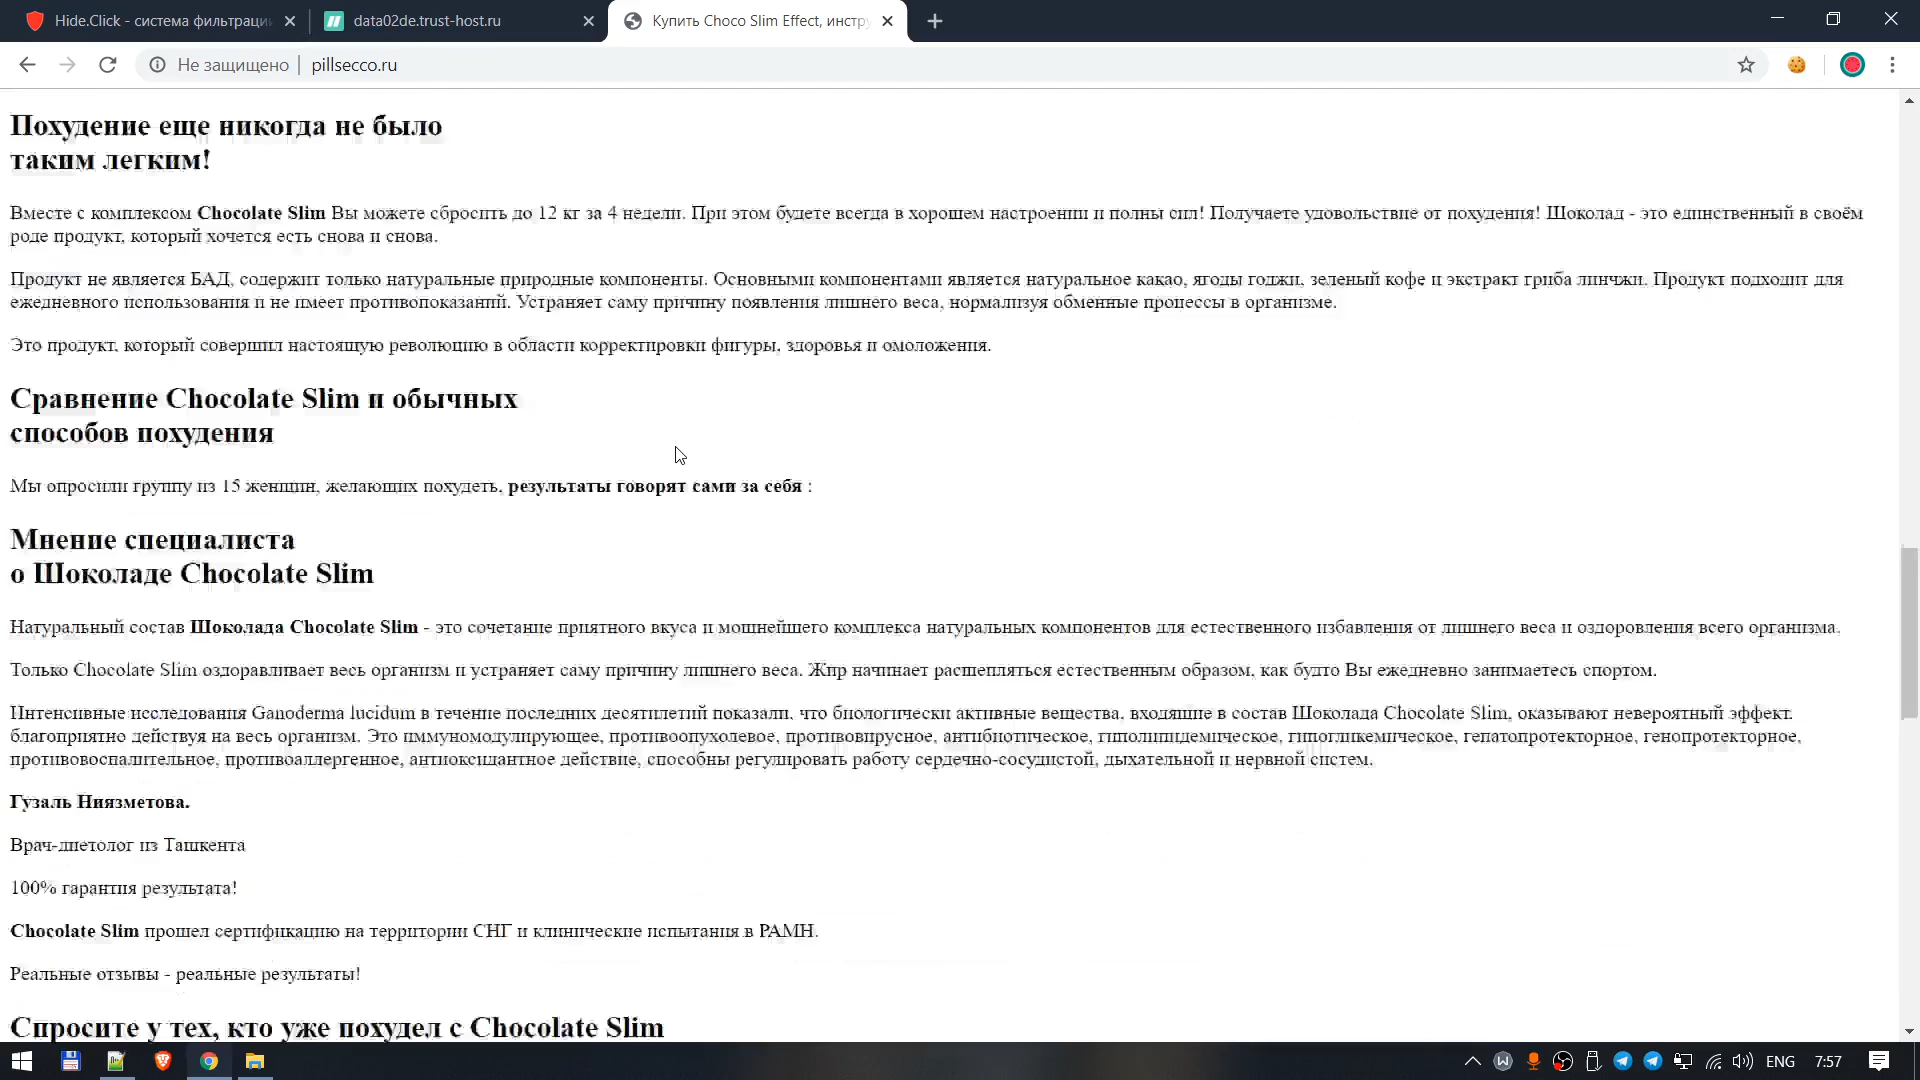 Hide.Click - система фильтраци
data02de.trust-host.ru
Купить Choco Slim Effect, инстру
Не защищено
pillsecco.ru
Похудение еще никогда не было
таким легким!
Вместе с комплексом Chocolate Slim Вы можете сбросить до 12 кг за 4 недели. При этом будете всегда в хорошем настроении и полны сил! Получаете удовольствие от похудения! Шоколад - это единственный в своём
роде продукт, который хочется есть снова и снова.
Продукт не является БАД, содержит только натуральные природные компоненты. Основными компонентами является натуральное какао, ягоды годжи, зеленый кофе и экстракт гриба линчжи. Продукт подходит для
ежедневного использования и не имеет противопоказаний. Устраняет саму причину появления лишнего веса, нормализуя обменные процессы в организме.
Это продукт, который совершил настоящую революцию в области корректировки фигуры, здоровья и омоложения.
Сравнение Chocolate Slim и обычных
способов похудения
Мы опросили группу из 15 женщин, желающих похудеть, результаты говорят сами за себя :
Мнение специалиста
о Шоколаде Chocolate Slim
Натуральный состав Шоколада Chocolate Slim - это сочетание приятного вкуса и мощнейшего комплекса натуральных компонентов для естественного избавления от лишнего веса и оздоровления всего организма.
Только Chocolate Slim оздоравливает весь организм и устраняет саму причину лишнего веса. Жир начинает расщепляться естественным образом, как будто Вы ежедневно занимаетесь спортом.
Интенсивные исследования Ganoderma lucidum в течение последних десятилетий показали, что биологически активные вещества, входящие в состав Шоколада Chocolate Slim, оказывают невероятный эффект,
благоприятно действуя на весь организм. Это иммуномодулирующее, противоопухолевое, противовирусное, антибиотическое, гиполипидемическое, гипогликемическое, гепатопротекторное, генопротекторное,
противовоспалительное, противоаллергенное, антиоксидантное действие, способны регулировать работу сердечно-сосудистой, дыхательной и нервной систем.
Гузаль Ниязметова.
Врач-диетолог из Ташкента
100% гарантия результата!
Chocolate Slim прошел сертификацию на территории СНГ и клинические испытания в РАМН.
Реальные отзывы - реальные результаты!
Спросите у тех, кто уже похудел с Chocolate Slim
ENG
7:57